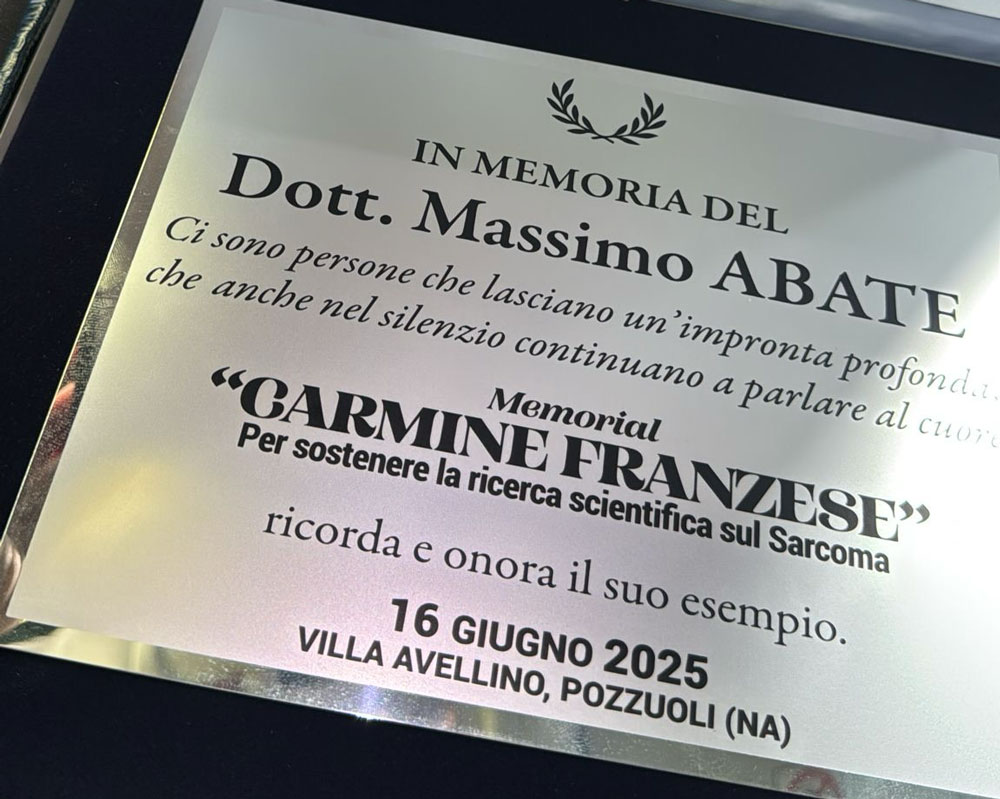 IN MEMORIA DEL
Dott. Massimo ABATE
Ci sono persone che lasciano un'impronta profonda
che anche nel silenzio continuano a parlare al cuore
Memorial
“CARMINE FRANZESE”
Per sostenere la ricerca scientifica sul Sarcoma
ricorda e onora il suo esempio.
16 GIUGNO 2025
VILLA AVELLINO, POZZUOLI (NA)